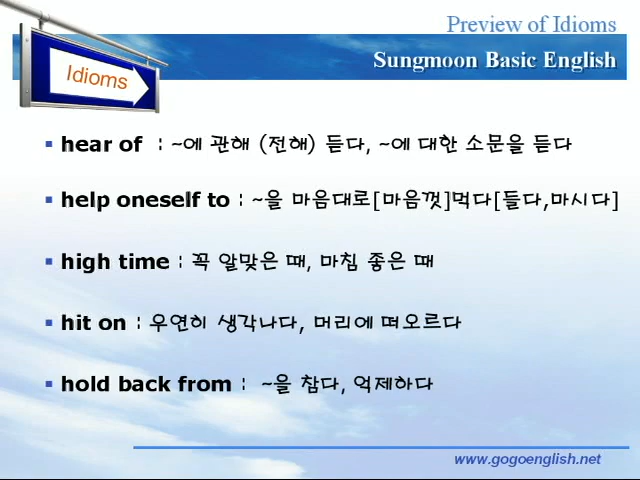 Preview of Idioms
Sungmoon Basic English
Idioms
hear of : ~에 관해 (전해) 듣다, ~에 대한 소문을 듣다
help oneself to : ~을 마음대로[마음껏]먹다[들다,마시다]
high time : 꼭 알맞은 때, 마침 좋은 때
hit on : 우연히 생각나다, 머리에 떠오르다
hold back from : ~을 참다, 억제하다
www.gogoenglish.net